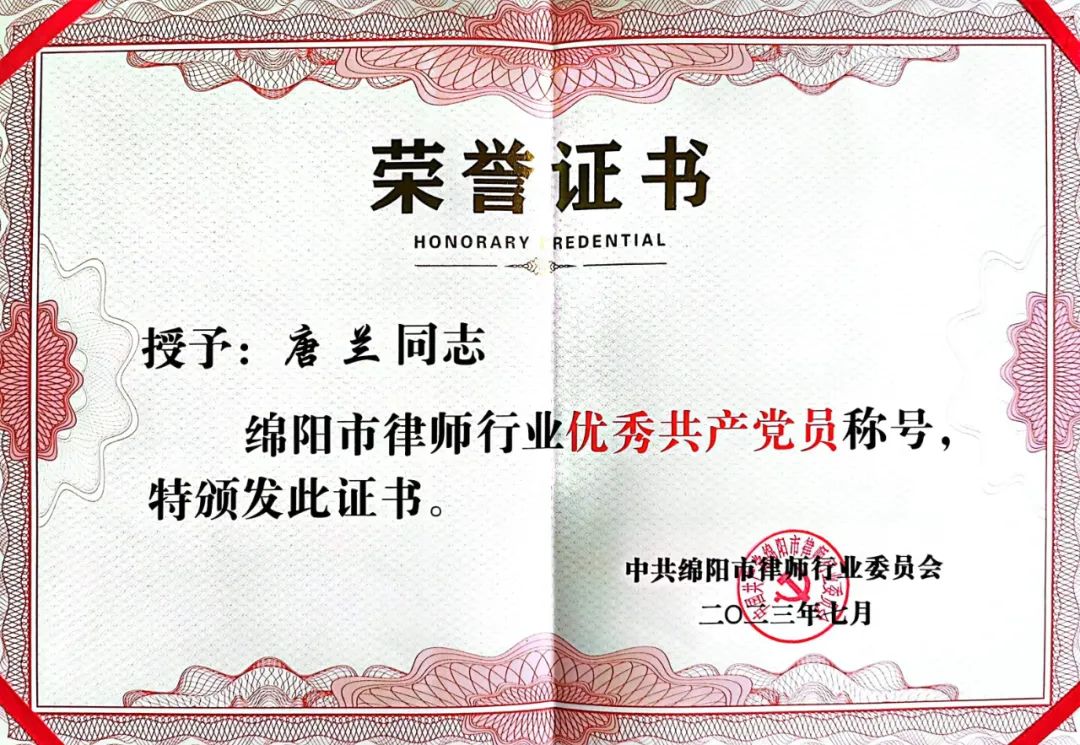 荣誉证书
HONORARY CREDENTIAL
授予：唐兰同志
绵阳市律师行业优秀共产党员称号，
特颁发此证书。
中共绵阳市律师行业委员会
二〇二三年七月